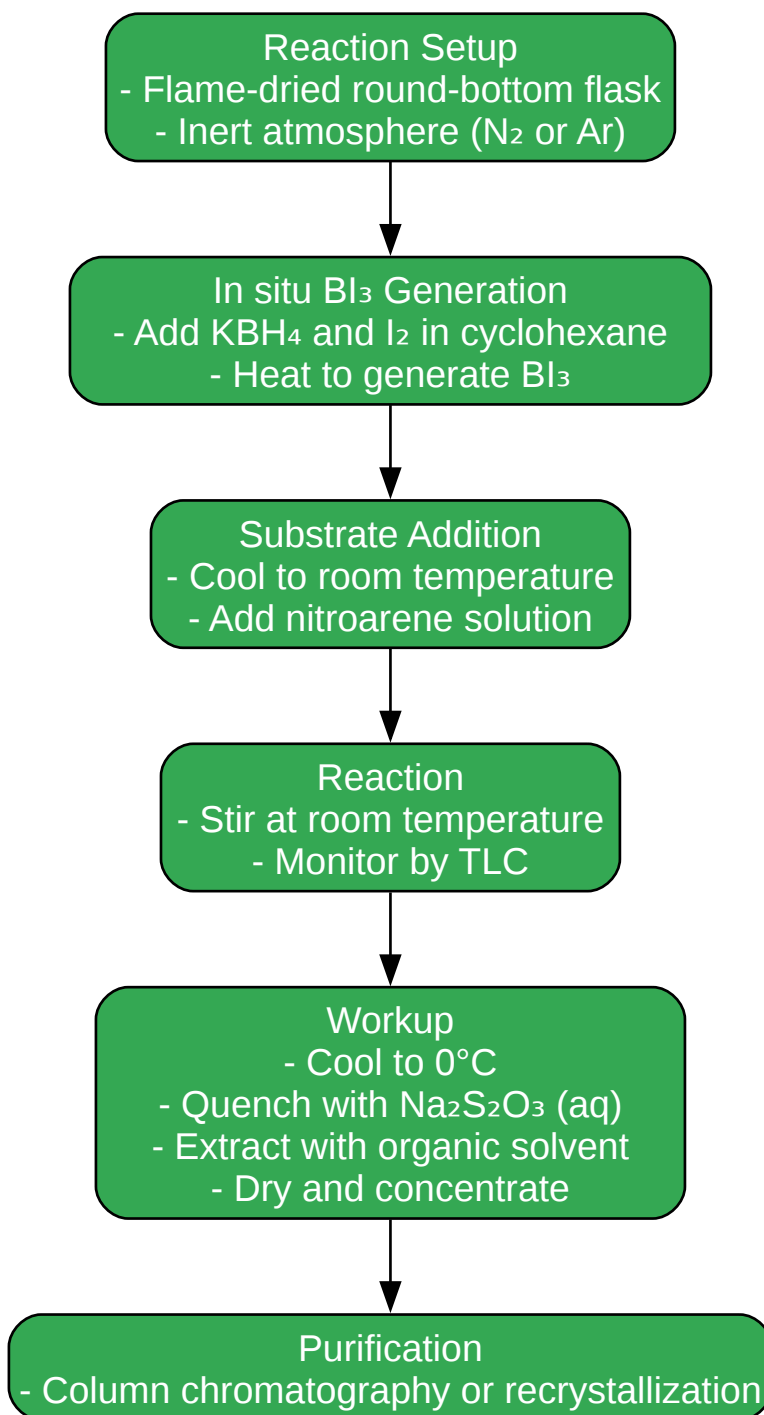 Reaction Setup
- Flame-dried round-bottom flask
- Inert atmosphere (N₂ or Ar)
In situ BI₃ Generation
- Add KBH₄ and I₂ in cyclohexane
- Heat to generate BI₃
Substrate Addition
- Cool to room temperature
- Add nitroarene solution
Reaction
- Stir at room temperature
- Monitor by TLC
Workup
- Cool to 0°C
- Quench with Na₂S₂O₃ (aq)
- Extract with organic solvent
- Dry and concentrate
Purification
- Column chromatography or recrystallization